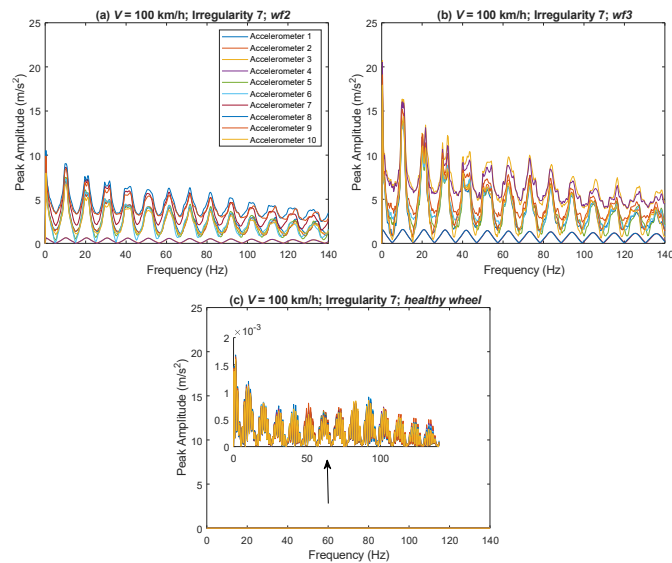 (a) V = 100 km/h; Irregularity 7; wf2
25
20
15
10
5
0
Peak Amplitude (m/s²)
0 20 40 60 80 100 120 140
Frequency (Hz)
Accelerometer 1
Accelerometer 2
Accelerometer 3
Accelerometer 4
Accelerometer 5
Accelerometer 6
Accelerometer 7
Accelerometer 8
Accelerometer 9
Accelerometer 10
(b) V = 100 km/h; Irregularity 7; wf3
25
20
15
10
5
0
Peak Amplitude (m/s²)
0 20 40 60 80 100 120 140
Frequency (Hz)
(c) V = 100 km/h; Irregularity 7; healthy wheel
25
20
15
10
5
0
Peak Amplitude (m/s²)
2 × 10⁻³
1.5
1
0.5
0
0 50 100
0 20 40 60 80 100 120 140
Frequency (Hz)